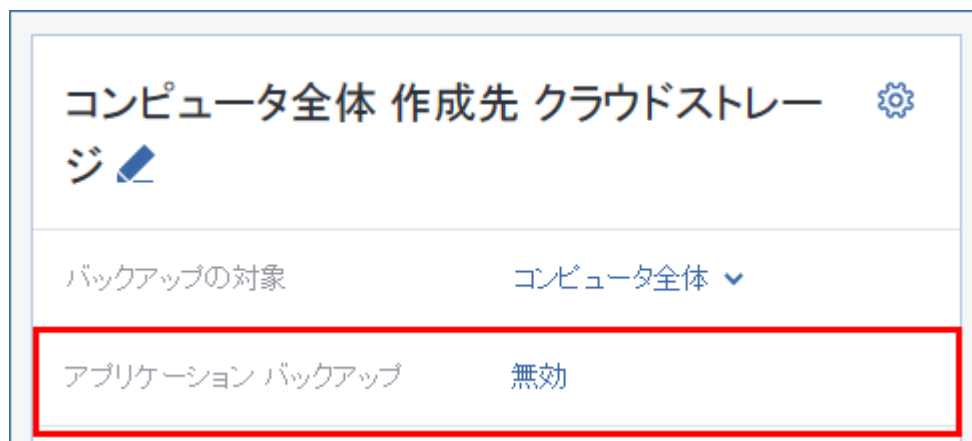 コンピュータ全体 作成先 クラウドストレー
ジ
バックアップの対象 コンピュータ全体
アプリケーション バックアップ 無効